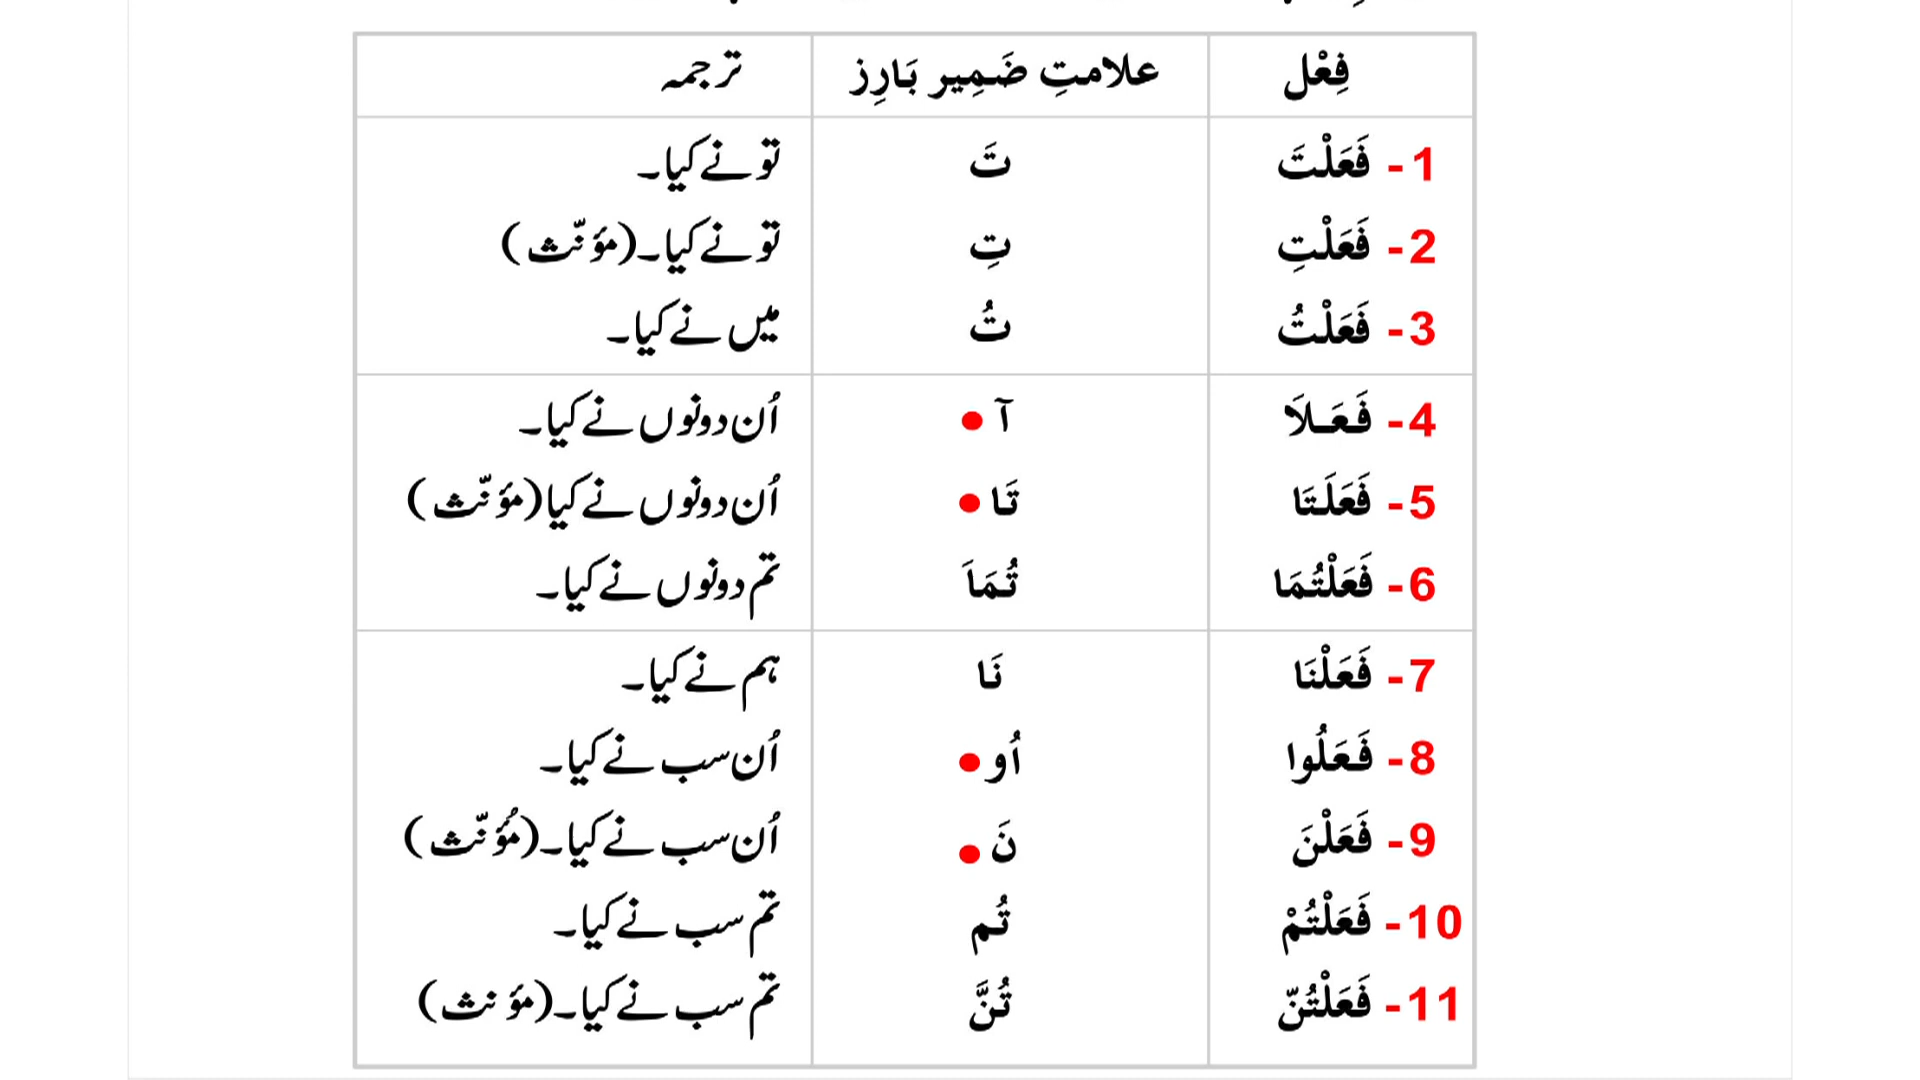 فِعْل علامتِ ضَمِیر بَارِز ترجمہ
1- فَعَلْتَ تَ تو نے کیا۔
2- فَعَلْتِ تِ تو نے کیا۔ (مؤنّث)
3- فَعَلْتُ تُ میں نے کیا۔
4- فَعَـلَا آ ● اُن دونوں نے کیا۔
5- فَعَلَتَا تَا ● اُن دونوں نے کیا (مؤنّث)
6- فَعَلْتُمَا تُمَاَ تم دونوں نے کیا۔
7- فَعَلْنَا نَا ہم نے کیا۔
8- فَعَلُوا اُو ● اُن سب نے کیا۔
9- فَعَلْنَ نَ ● اُن سب نے کیا۔ (مُؤنّث)
10- فَعَلْتُمْ تُم تم سب نے کیا۔
11- فَعَلْتُنّ تُنَّ تم سب نے کیا۔ (مؤنث)